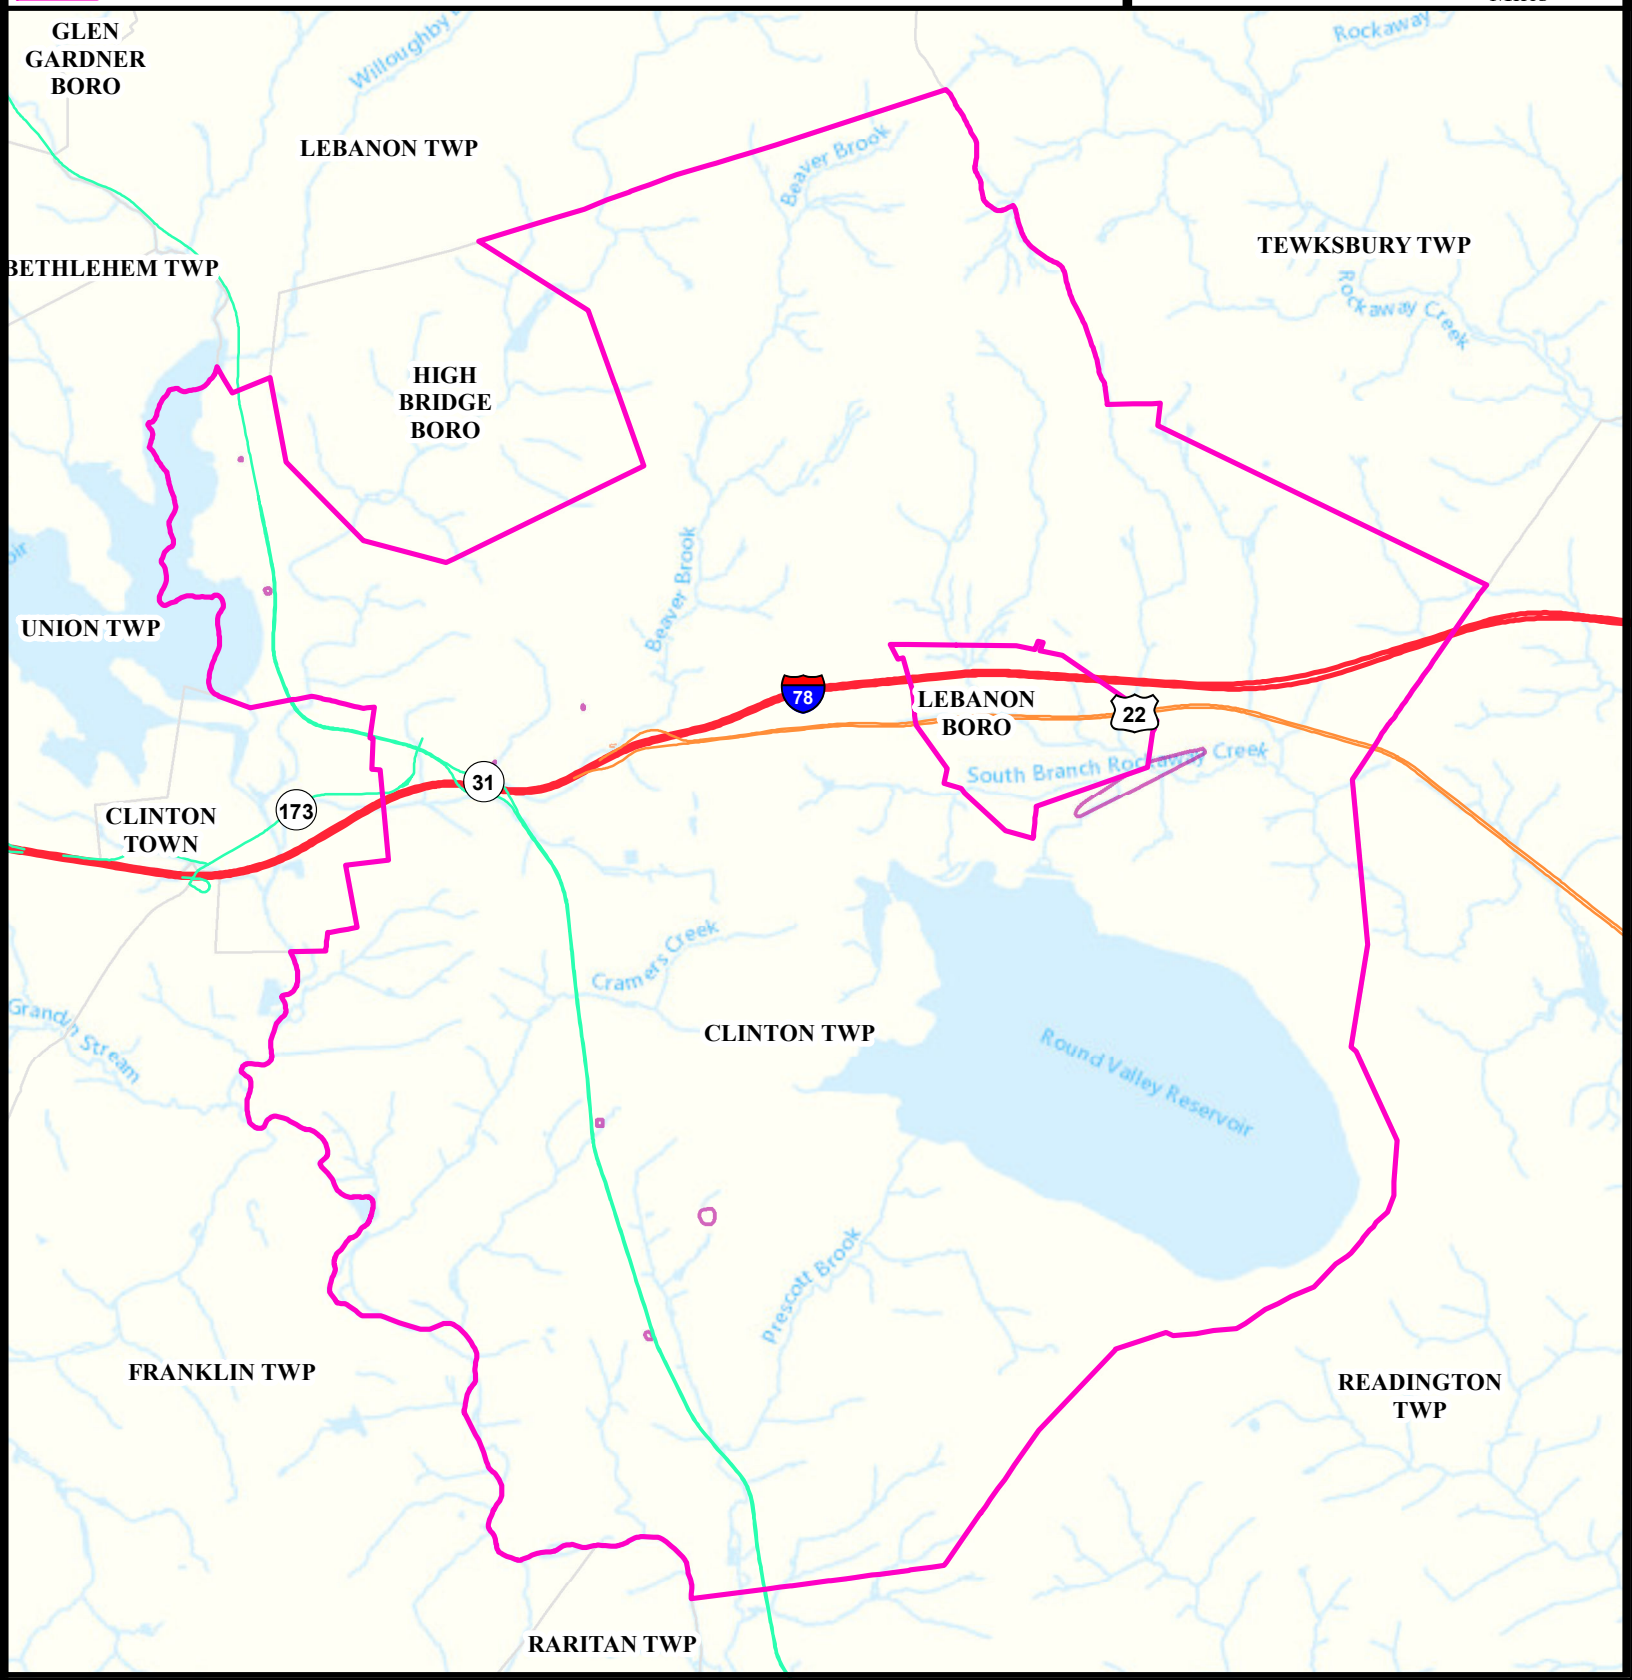 GLEN
GARDNER
BORO
Willoughby
Rockaway
LEBANON TWP
Beaver Brook
TEWKSBURY TWP
BETHLEHEM TWP
Rockaway Creek
HIGH
BRIDGE
BORO
Beaver Brook
UNION TWP
78
LEBANON
BORO
22
South Branch Rockaway Creek
31
173
CLINTON
TOWN
Cramers Creek
Grandin Stream
CLINTON TWP
Round Valley Reservoir
Prescott Brook
FRANKLIN TWP
READINGTON
TWP
RARITAN TWP